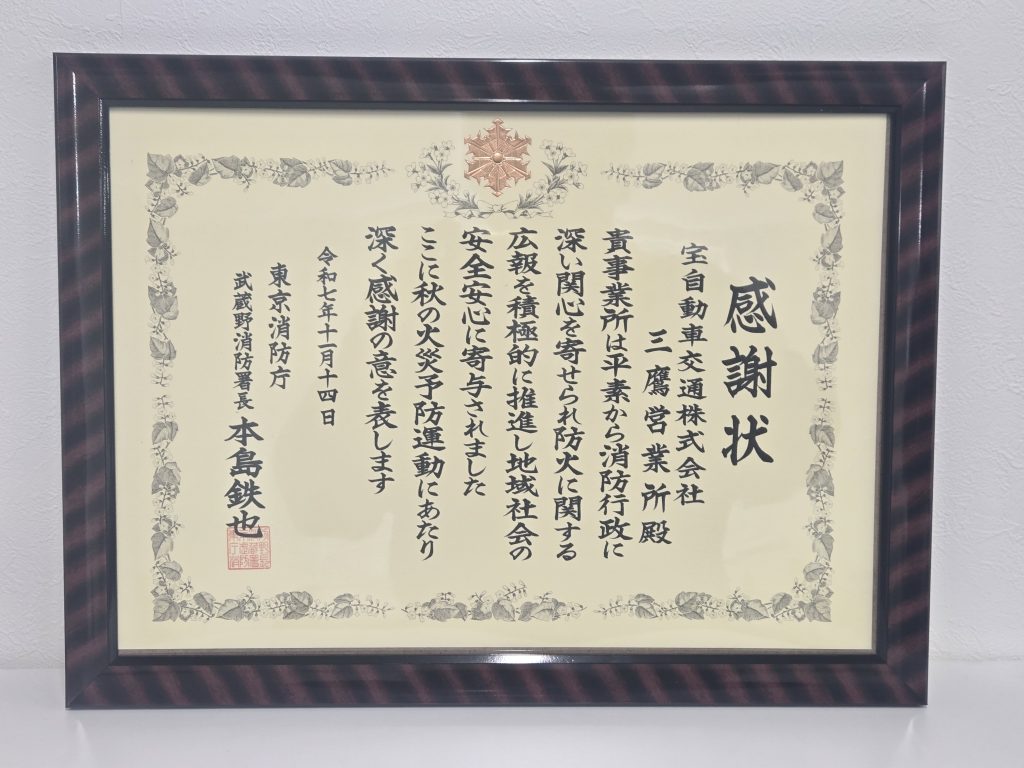 感謝状
宝自動車交通株式会社
三鷹営業所殿
貴事業所は平素から消防行政に
深い関心を寄せられ防火に関する
広報を積極的に推進し地域社会の
安全安心に寄与されました
ここに秋の火災予防運動にあたり
深く感謝の意を表します
令和七年十一月十四日
東京消防庁
武蔵野消防署長 本島鉄也